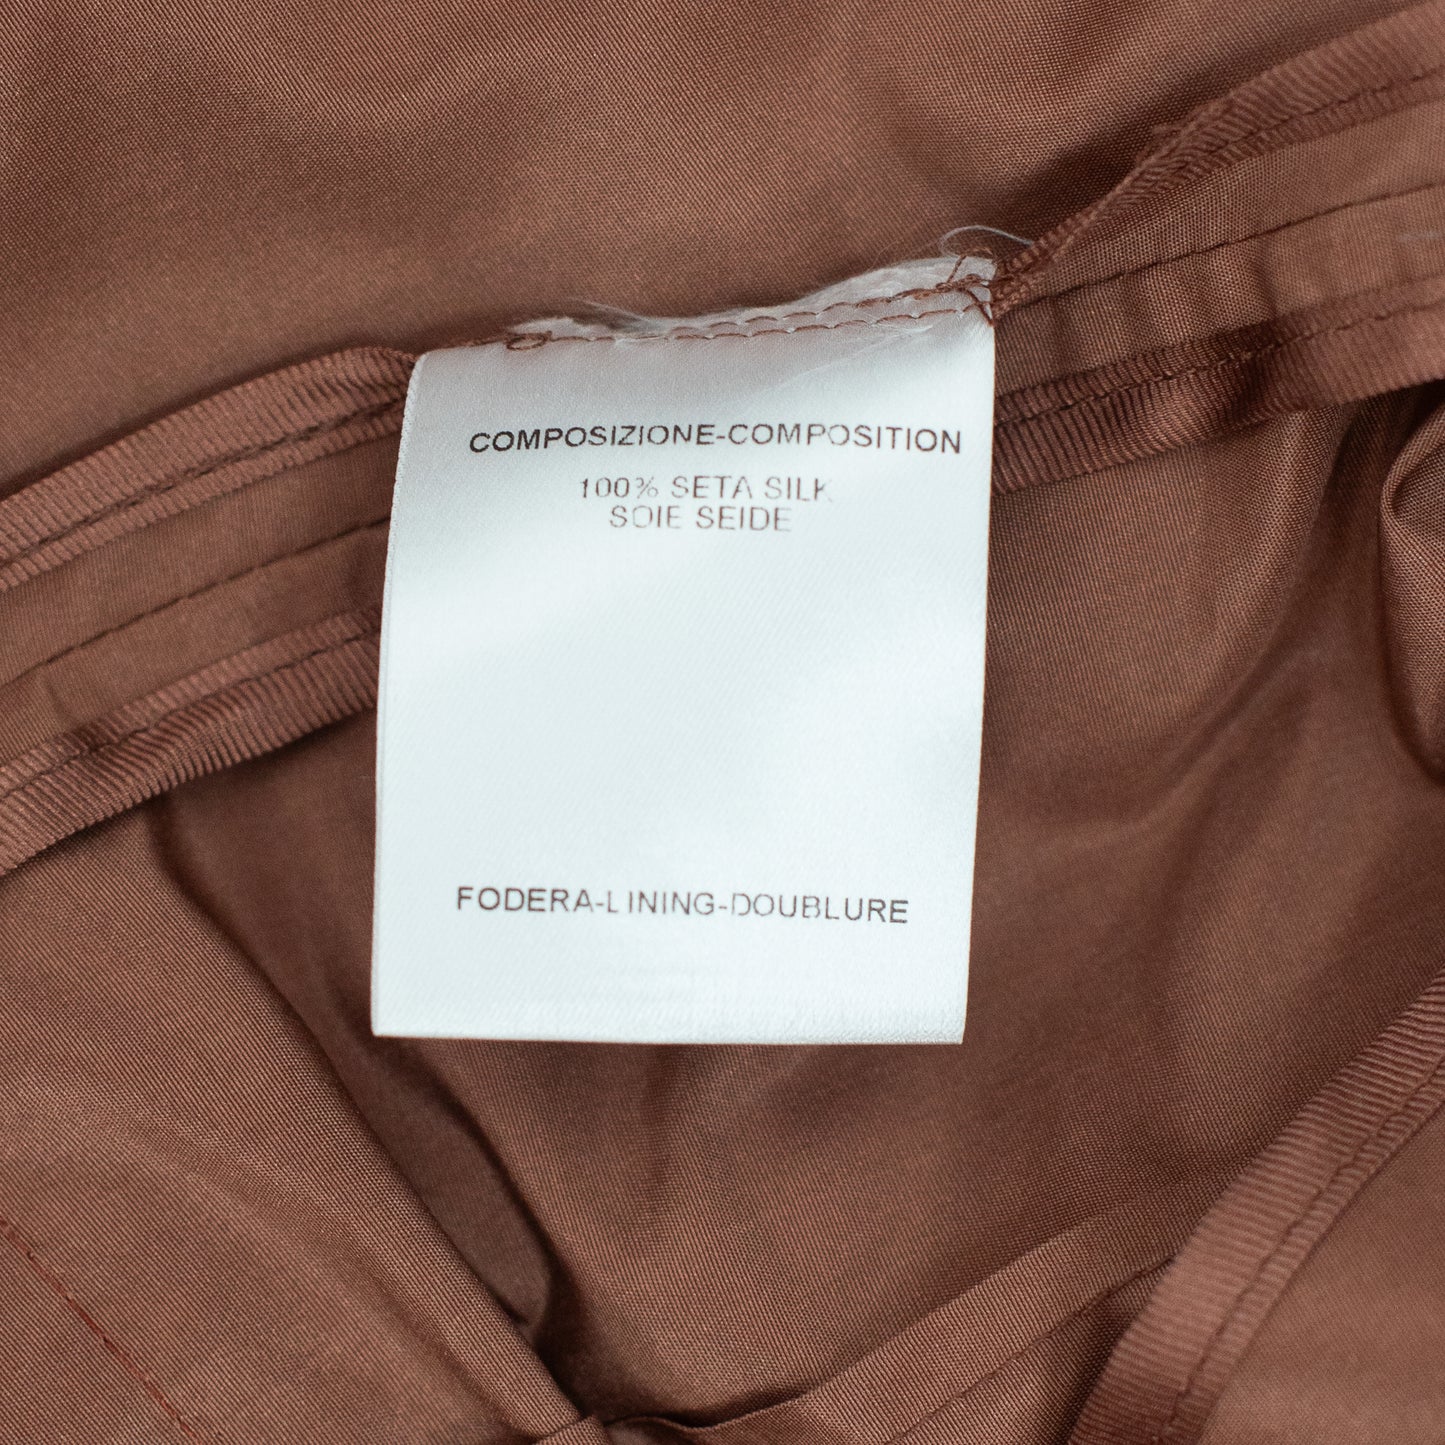 COMPOSIZIONE-COMPOSITION
100% SETA SILK
SOIE SEIDE
FODERA-LINING-DOUBLURE